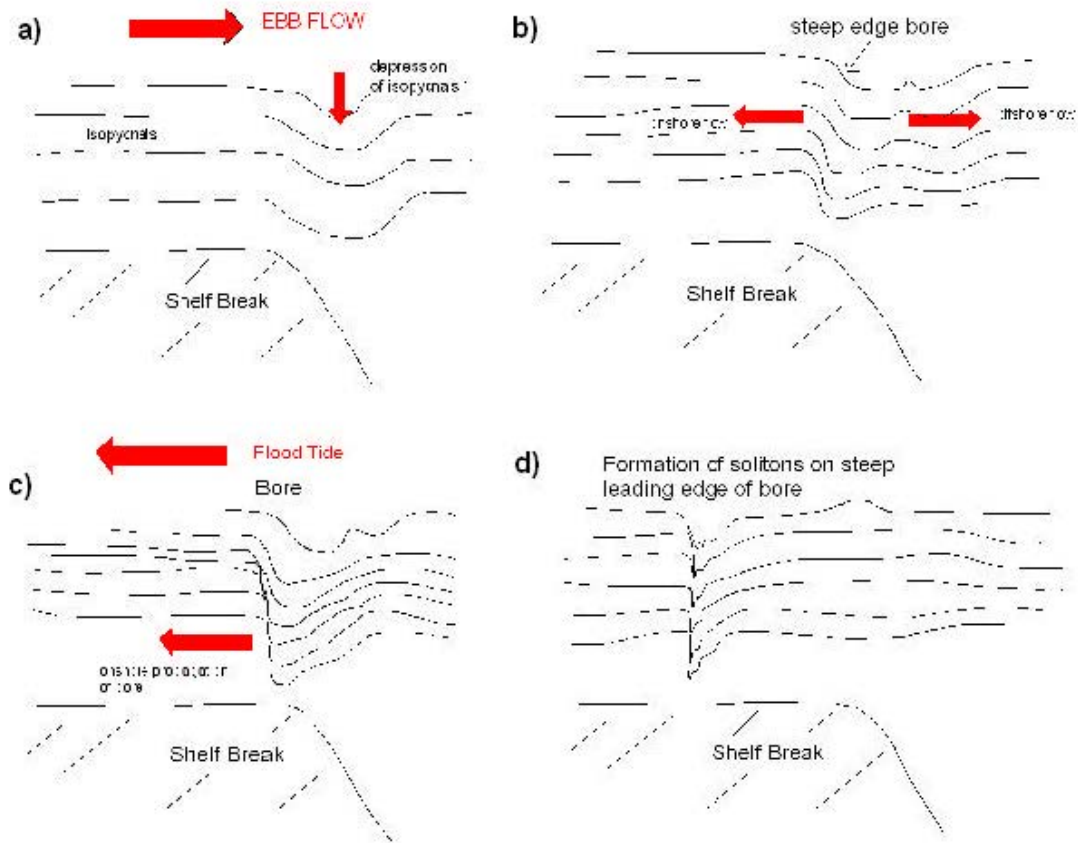 a)
EBB FLOW
depression
of isopycnals
Isopycnals
Shelf Break
b)
steep edge bore
Shelf Break
c)
Flood Tide
Bore
Shelf Break
d)
Formation of solitons on steep
leading edge of bore
Shelf Break